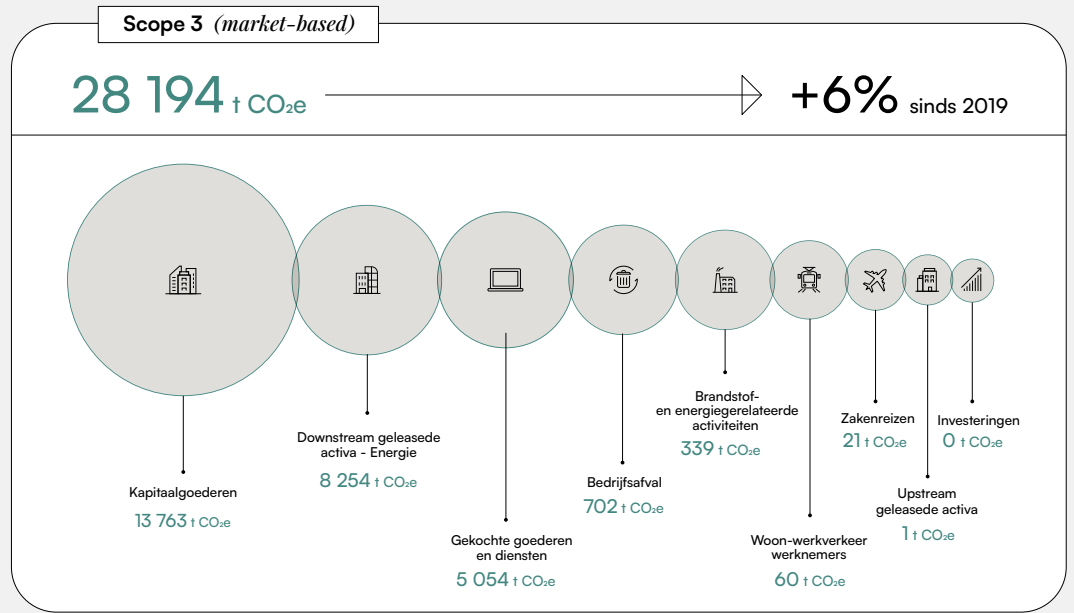 Scope 3 (market-based)
28 194 t CO₂e
+6% sinds 2019
Kapitaalgoederen
13 763 t CO₂e
Downstream geleasede
activa - Energie
8 254 t CO₂e
Gekochte goederen
en diensten
5 054 t CO₂e
Bedrijfsafval
702 t CO₂e
Brandstof-
en energiegerelateerde
activiteiten
339 t CO₂e
Woon-werkverkeer
werknemers
60 t CO₂e
Zakenreizen
21 t CO₂e
Upstream
geleasede activa
1 t CO₂e
Investeringen
0 t CO₂e